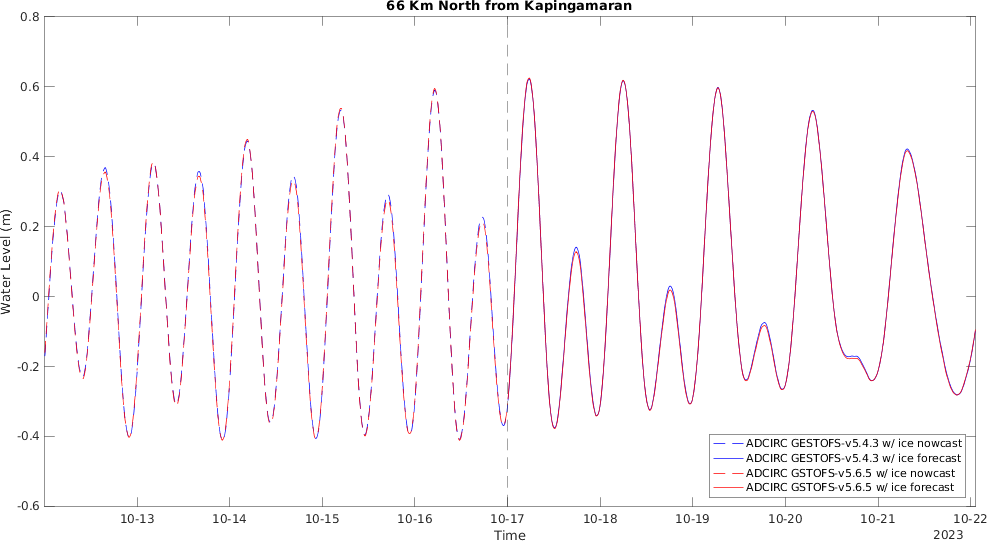 66 Km North from Kapingamaran
0.8
0.6
0.4
0.2
0
-0.2
-0.4
-0.6
Water Level (m)
ADCIRC GESTOFS-v5.4.3 w/ ice nowcast
ADCIRC GESTOFS-v5.4.3 w/ ice forecast
ADCIRC GSTOFS-v5.6.5 w/ ice nowcast
ADCIRC GSTOFS-v5.6.5 w/ ice forecast
10-13 10-14 10-15 10-16 10-17 10-18 10-19 10-20 10-21 10-22
Time 2023